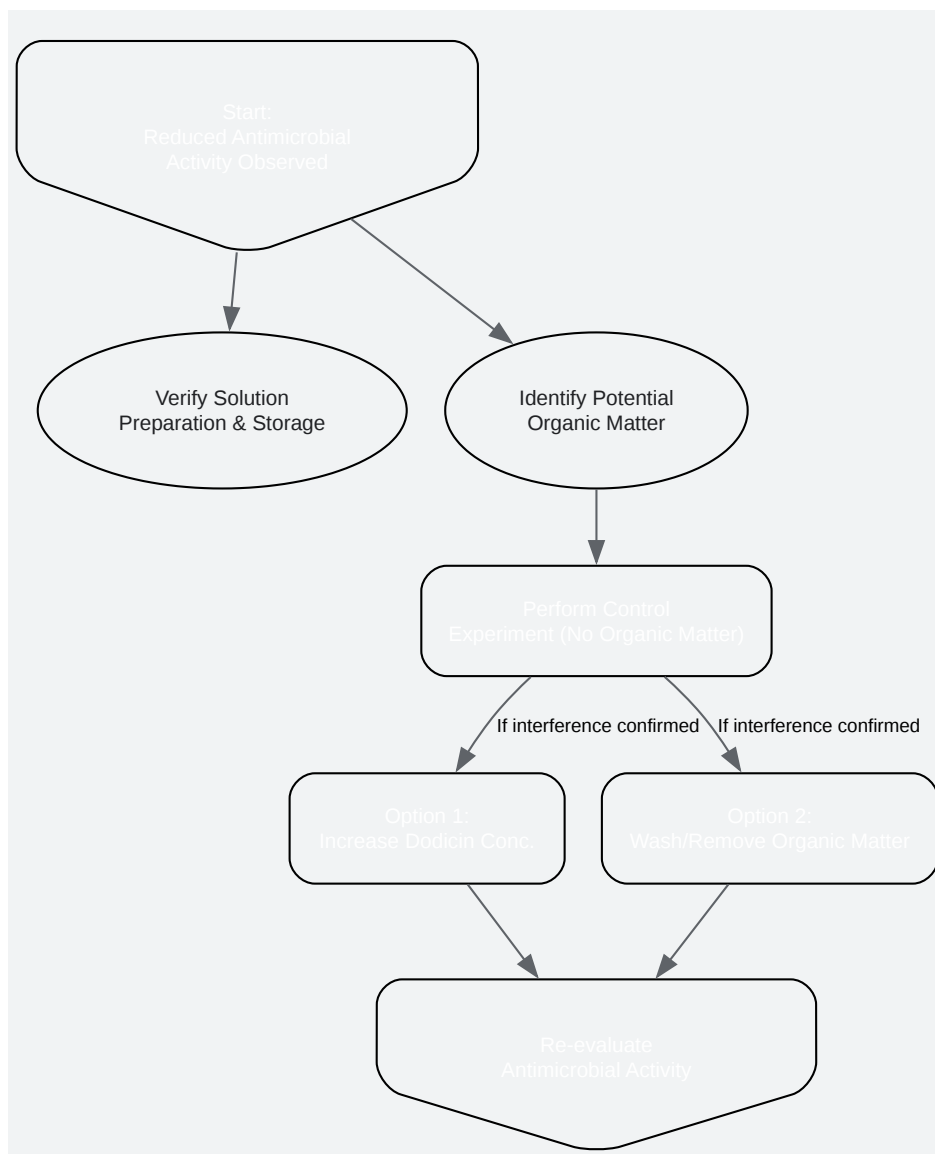 Start:
Reduced Antimicrobial
Activity Observed
Verify Solution
Preparation & Storage
Identify Potential
Organic Matter
Perform Control
Experiment (No Organic Matter)
If interference confirmed
If interference confirmed
Option 1:
Increase Dodicin Conc.
Option 2:
Wash/Remove Organic Matter
Re-evaluate
Antimicrobial Activity